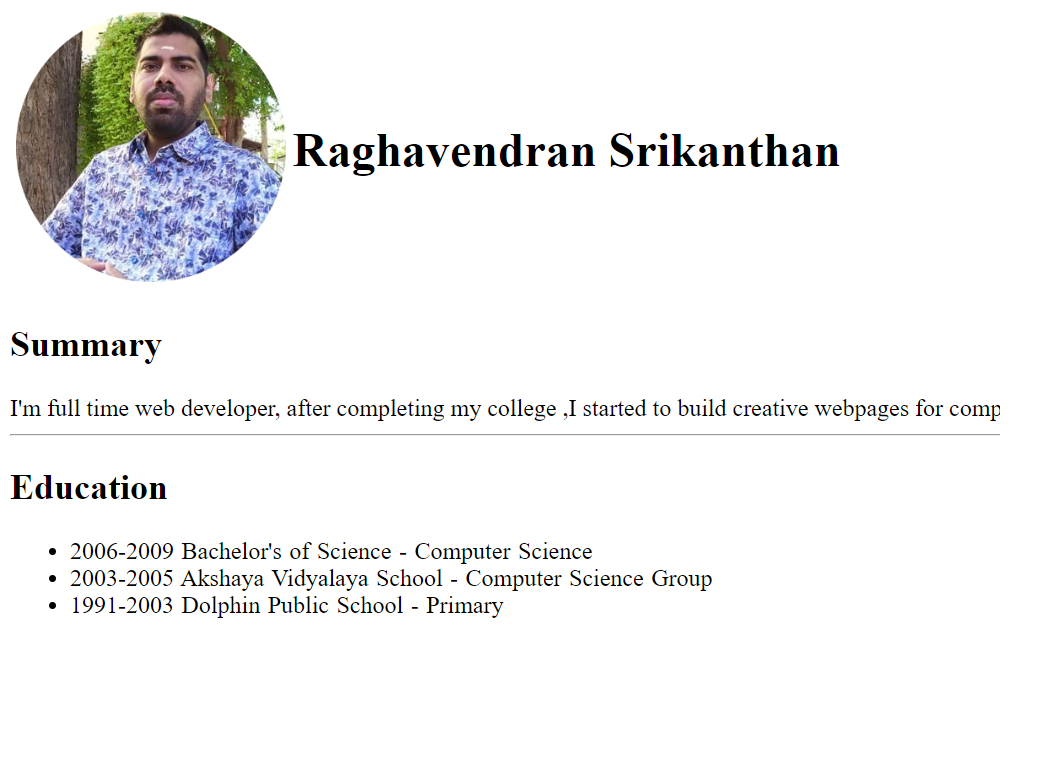 Raghavendran Srikanthan
Summary
I'm full time web developer, after completing my college ,I started to build creative webpages for comp
Education
2006-2009 Bachelor's of Science - Computer Science
2003-2005 Akshaya Vidyalaya School - Computer Science Group
1991-2003 Dolphin Public School - Primary